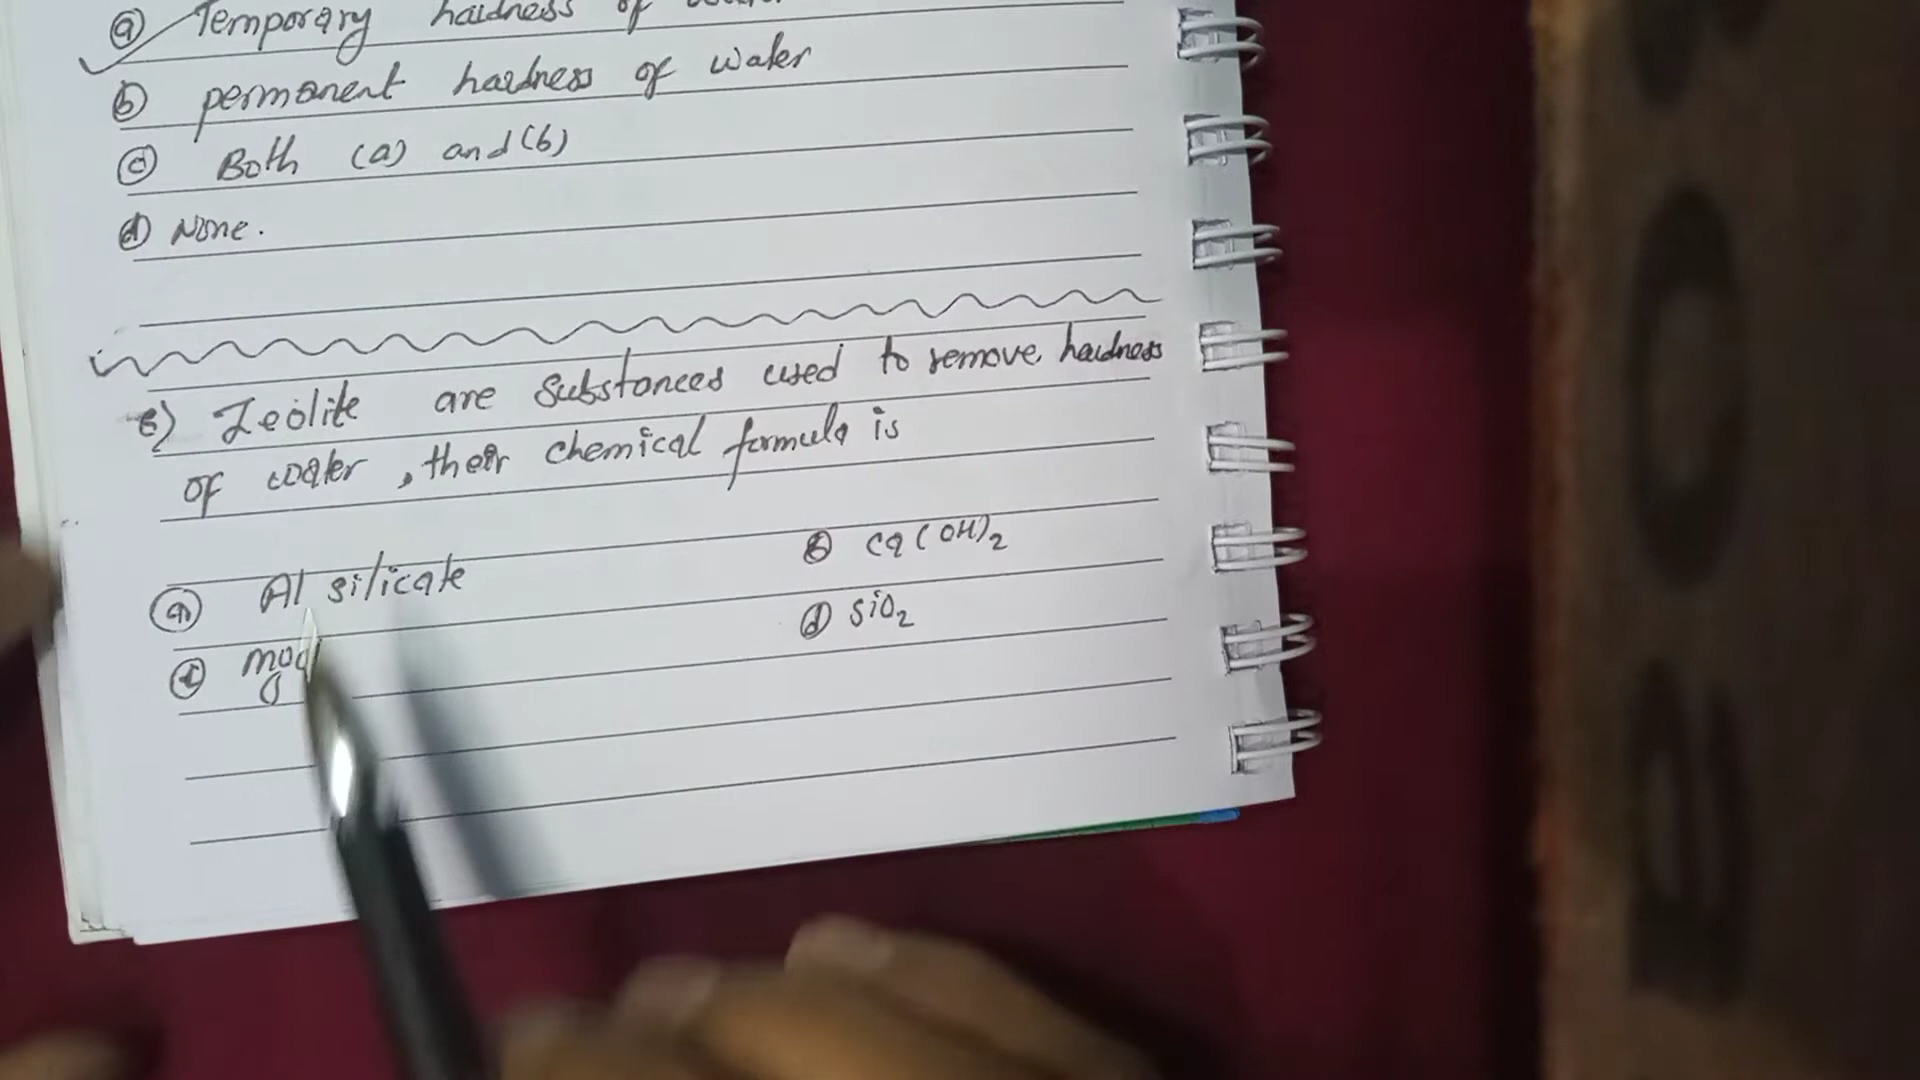 (a) Temporary hardness of
(b) permanent hardness of water
(c) Both (a) and (b)
(d) None.
8) Zeolite are substances used to remove hardness
of water, their chemical formula is
(a) Al silicate (b) Ca(OH)2
(c) (d) SiO2